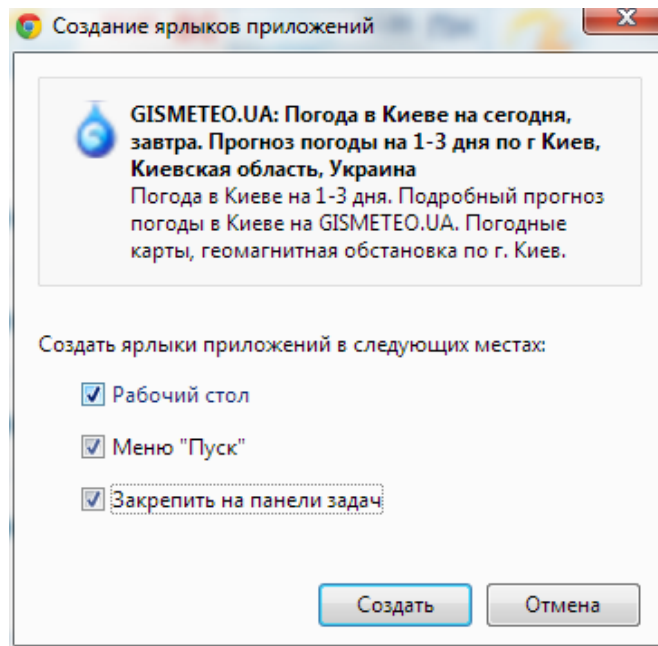 Создание ярлыков приложений
GISMETEO.UA: Погода в Киеве на сегодня,
завтра. Прогноз погоды на 1-3 дня по г Киев,
Киевская область, Украина
Погода в Киеве на 1-3 дня. Подробный прогноз
погоды в Киеве на GISMETEO.UA. Погодные
карты, геомагнитная обстановка по г. Киев.
Создать ярлыки приложений в следующих местах:
Рабочий стол
Меню "Пуск"
Закрепить на панели задач
Создать Отмена